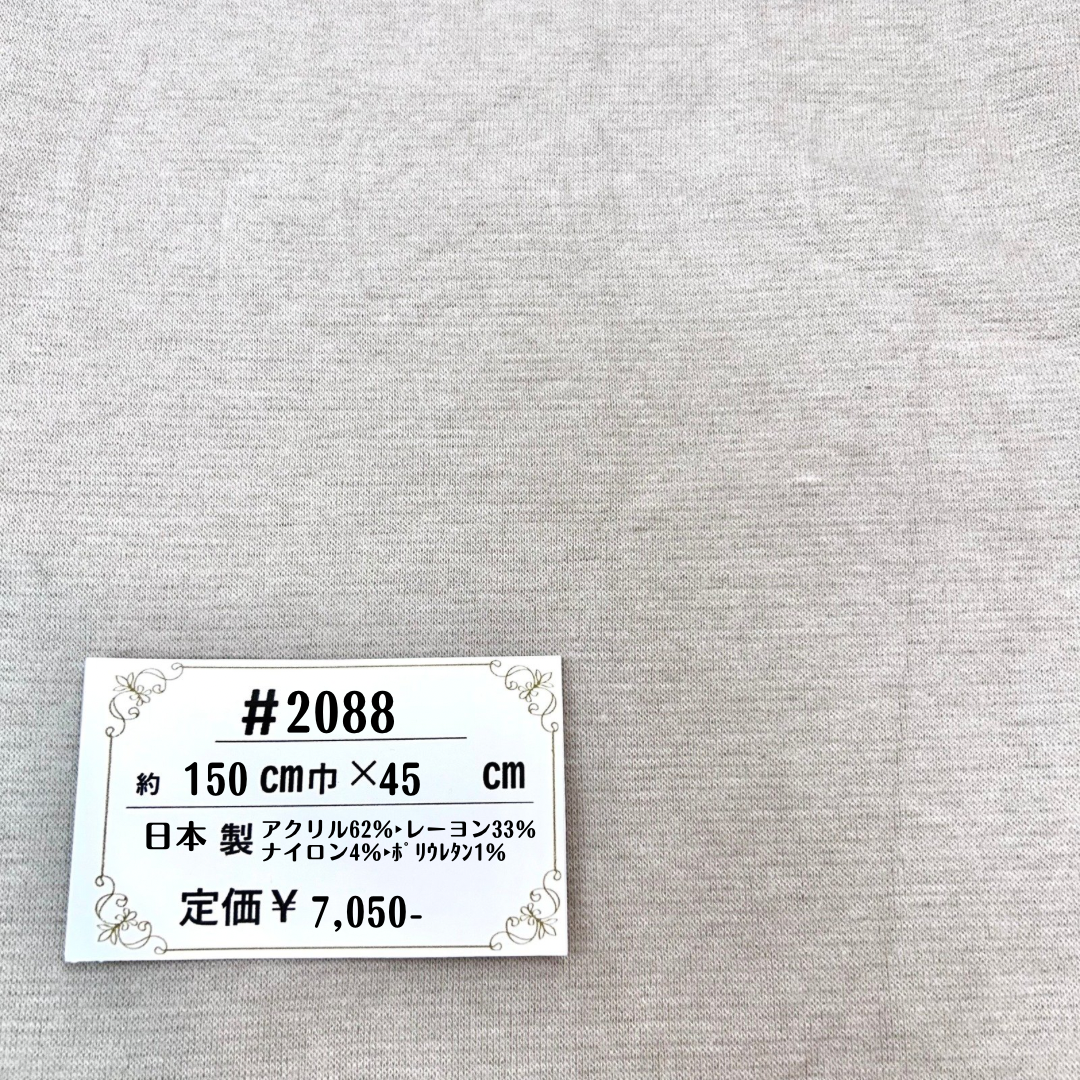 #2088
約 150 cm巾 ×45 cm
日本 製 アクリル62%▸レーヨン33%
ナイロン4%▸ﾎﾟﾘｳﾚﾀﾝ1%
定価¥ 7,050-